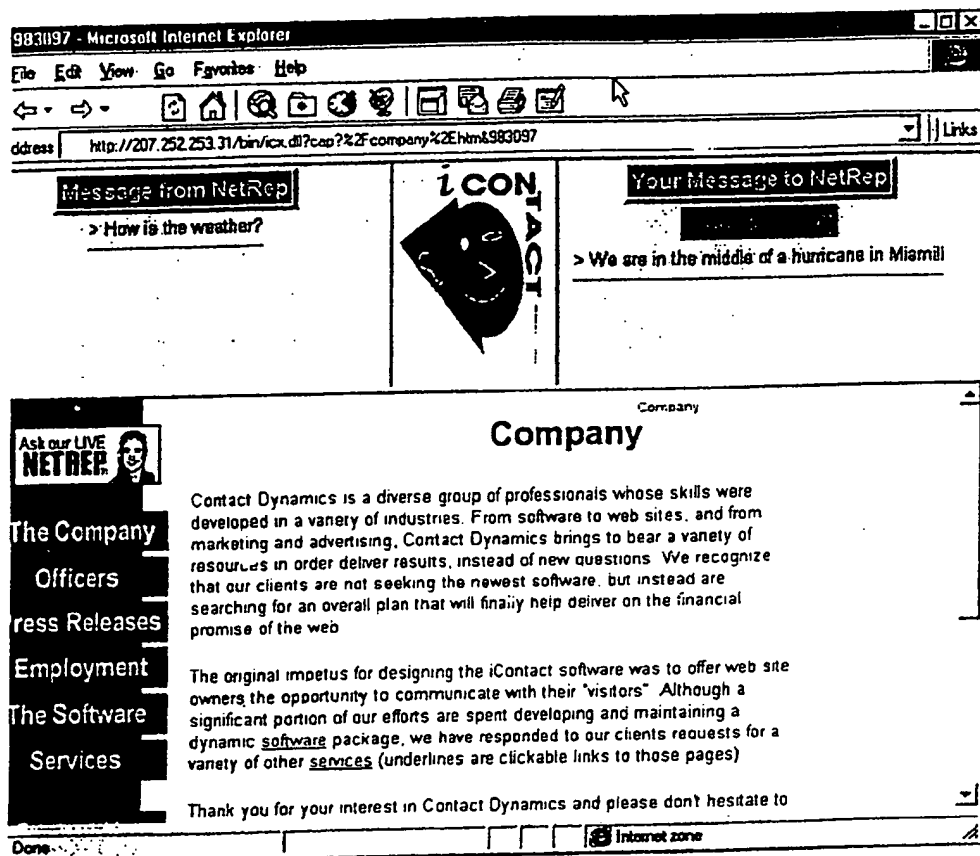 983097 - Microsoft Internet Explorer
File Edit View Go Favorites Help
ddress http://207.252.253.31/bin/icx.dll?cap?%2Fcompany%2Ehtm&983097 Links
Message from NetRep
> How is the weather?
iCONTACT
Your Message to NetRep
> We are in the middle of a hurricane in Miami!
Ask our LIVE
NETREP
The Company
Officers
ress Releases
Employment
The Software
Services
Company
Company
Contact Dynamics is a diverse group of professionals whose skills were
developed in a variety of industries. From software to web sites, and from
marketing and advertising, Contact Dynamics brings to bear a variety of
resources in order deliver results, instead of new questions We recognize
that our clients are not seeking the newest software, but instead are
searching for an overall plan that will finally help deliver on the financial
promise of the web
The original impetus for designing the iContact software was to offer web site
owners the opportunity to communicate with their "visitors" Although a
significant portion of our efforts are spent developing and maintaining a
dynamic software package, we have responded to our clients requests for a
variety of other services (underlines are clickable links to those pages)
Thank you for your interest in Contact Dynamics and please don't hesitate to
Done Internet zone